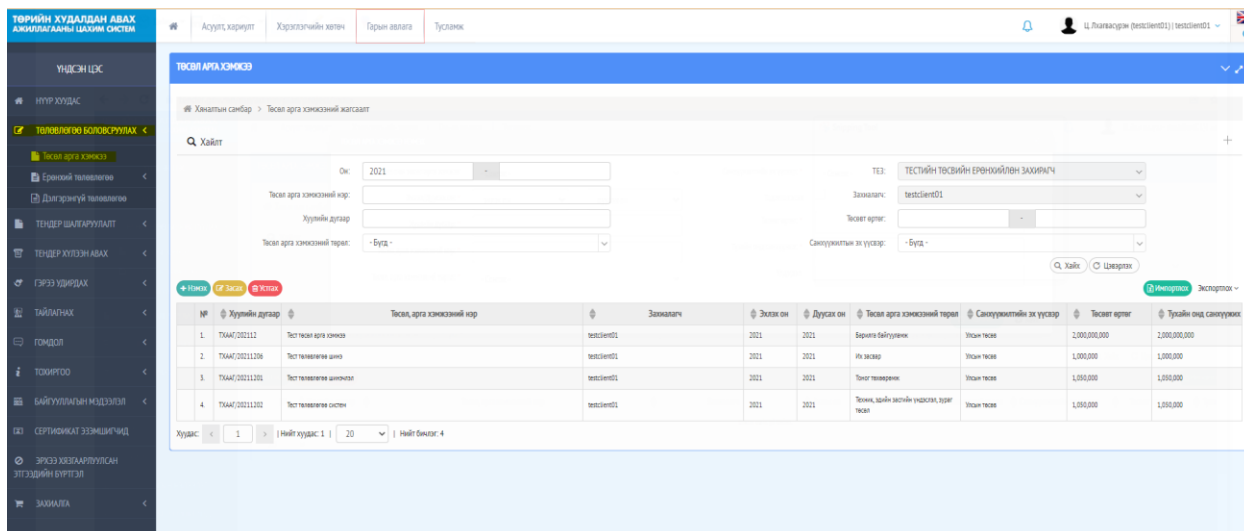 ТӨРИЙН ХУДАЛДАН АВАХ
АЖИЛЛАГААНЫ ЦАХИМ СИСТЕМ
Асуулт, хариулт
Хэрэглэгчийн хөтөч
Гарын авлага
Тусламж
Ц. Лхагвасүрэн (testclient01) | testclient01
ҮНДСЭН ЦЭС
НҮҮР ХУУДАС
ТӨЛӨВЛӨГӨӨ БОЛОВСРУУЛАХ
Төсөл арга хэмжээ
Ерөнхий төлөвлөгөө
Дэлгэрэнгүй төлөвлөгөө
ТЕНДЕР ШАЛГАРУУЛАЛТ
ТЕНДЕР ХҮЛЭЭН АВАХ
ГЭРЭЭ УДИРДАХ
ТАЙЛАГНАХ
ГОМДОЛ
ТОХИРГОО
БАЙГУУЛЛАГЫН МЭДЭЭЛЭЛ
СЕРТИФИКАТ ЭЗЭМШИГЧИД
ЭРХЭЭ ХЯЗГААРЛУУЛСАН
ЭТГЭЭДИЙН БҮРТГЭЛ
ЗАХИАЛГА
ТӨСӨЛ АРГА ХЭМЖЭЭ
Хяналтын самбар > Төсөл арга хэмжээний жагсаалт
Хайлт
Он: 2021 - ТЕЗ: ТЕСТИЙН ТӨСВИЙН ЕРӨНХИЙЛӨН ЗАХИРАГЧ
Төсөл арга хэмжээний нэр: Захиалагч: testclient01
Хуулийн дугаар Төсөвт өртөг: -
Төсөл арга хэмжээний төрөл: - Бүгд - Санхүүжилтын эх үүсвэр: - Бүгд -
Хайх Цэвэрлэх
+ Нэмэх Засах Устгах Импортлох Экспортлох
№ Хуулийн дугаар Төсөл, арга хэмжээний нэр Захиалагч Эхлэх он Дуусах он Төсөл арга хэмжээний төрөл Санхүүжилтийн эх үүсвэр Төсөвт өртөг Тухайн онд санхүүжих
1. ТХААГ/202112 Тест төсөл арга хэмжээ testclient01 2021 2021 Барилга байгууламж Улсын төсөв 2,000,000,000 2,000,000,000
2. ТХААГ/20211206 Тест төлөвлөгөө шинэ testclient01 2021 2021 Их засвар Улсын төсөв 1,000,000 1,000,000
3. ТХААГ/20211201 Тест төлөвлөгөө шинэчлэл testclient01 2021 2021 Тоног төхөөрөмж Улсын төсөв 1,050,000 1,050,000
4. ТХААГ/20211202 Тест төлөвлөгөө систем testclient01 2021 2021 Техник, эдийн засгийн үндэслэл, зураг төсөл Улсын төсөв 1,050,000 1,050,000
Хуудас: < 1 > | Нийт хуудас: 1 | 20 | Нийт бичлэг: 4